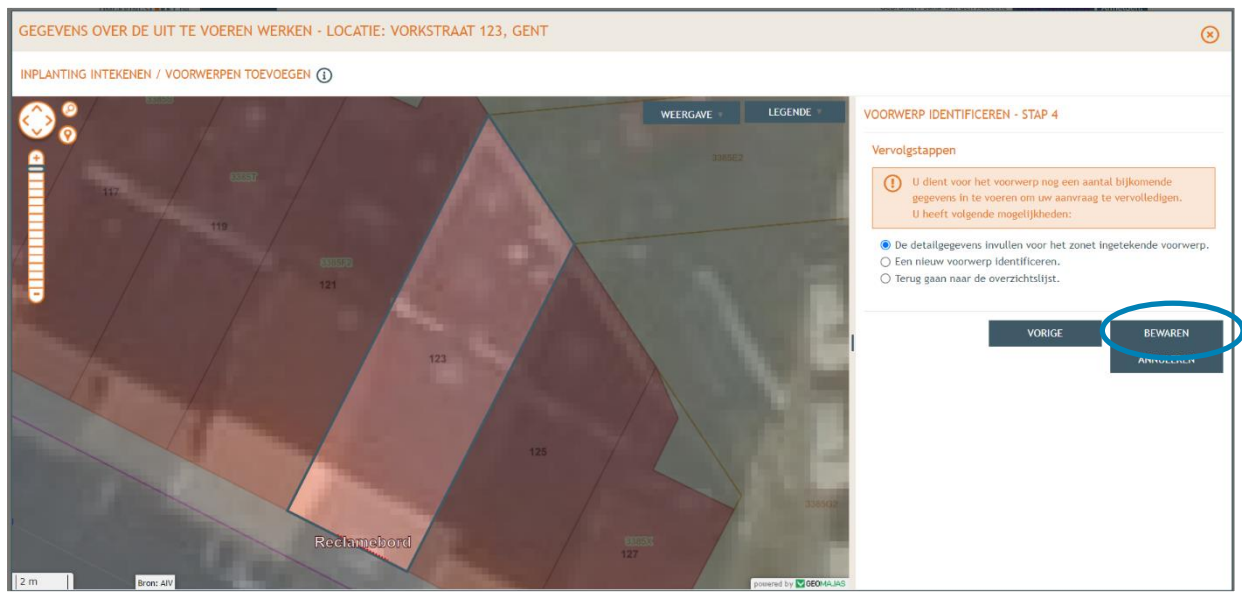 GEGEVENS OVER DE UIT TE VOEREN WERKEN - LOCATIE: VORKSTRAAT 123, GENT
INPLANTING INTEKENEN / VOORWERPEN TOEVOEGEN
WEERGAVE
LEGENDE
3385E2
117
119
121
123
125
127
Reclamebord
2 m
Bron: AIV
powered by GEOMAJAS
VOORWERP IDENTIFICEREN - STAP 4
Vervolgstappen
U dient voor het voorwerp nog een aantal bijkomende
gegevens in te voeren om uw aanvraag te vervolledigen.
U heeft volgende mogelijkheden:
De detailgegevens invullen voor het zonet ingetekende voorwerp.
Een nieuw voorwerp identificeren.
Terug gaan naar de overzichtslijst.
VORIGE
BEWAREN
ANNULEREN